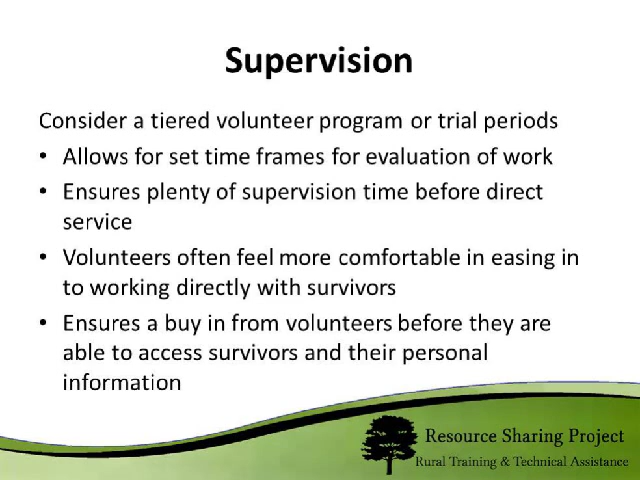 Supervision
Consider a tiered volunteer program or trial periods
• Allows for set time frames for evaluation of work
• Ensures plenty of supervision time before direct
service
• Volunteers often feel more comfortable in easing in
to working directly with survivors
• Ensures a buy in from volunteers before they are
able to access survivors and their personal
information
Resource Sharing Project
Rural Training & Technical Assistance